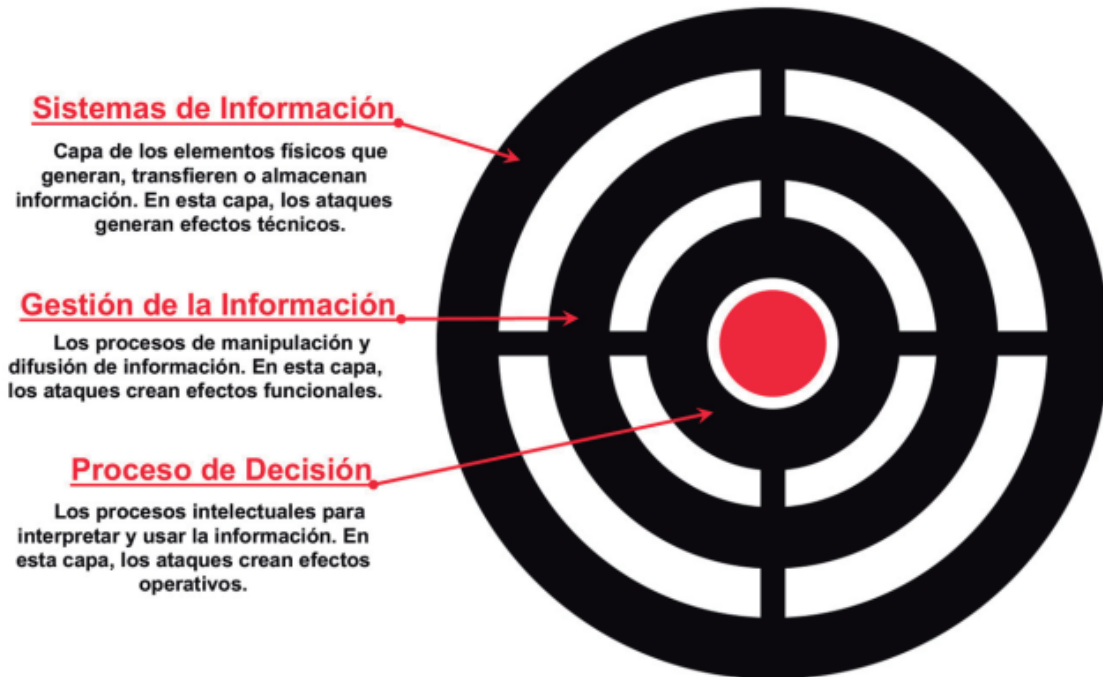 Sistemas de Información
Capa de los elementos físicos que
generan, transfieren o almacenan
información. En esta capa, los ataques
generan efectos técnicos.
Gestión de la Información
Los procesos de manipulación y
difusión de información. En esta capa,
los ataques crean efectos funcionales.
Proceso de Decisión
Los procesos intelectuales para
interpretar y usar la información. En
esta capa, los ataques crean efectos
operativos.